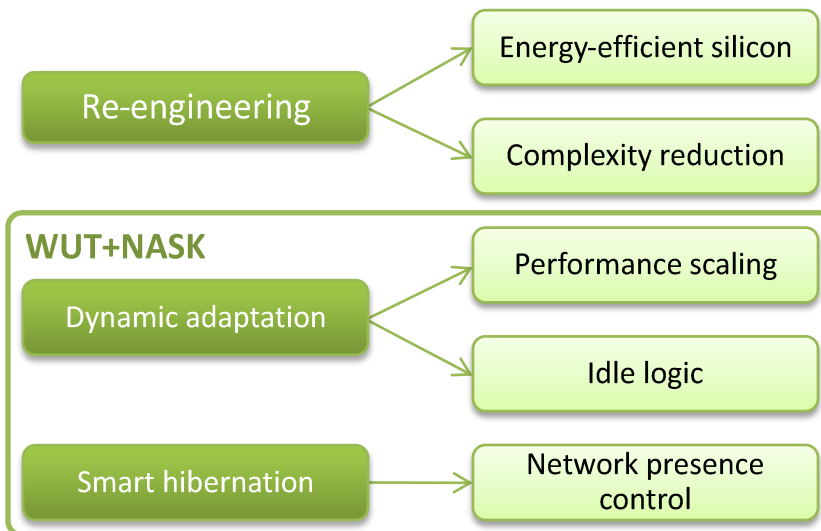 Energy-efficient silicon
Re-engineering
Complexity reduction
WUT+NASK
Performance scaling
Dynamic adaptation
Idle logic
Smart hibernation
Network presence
control